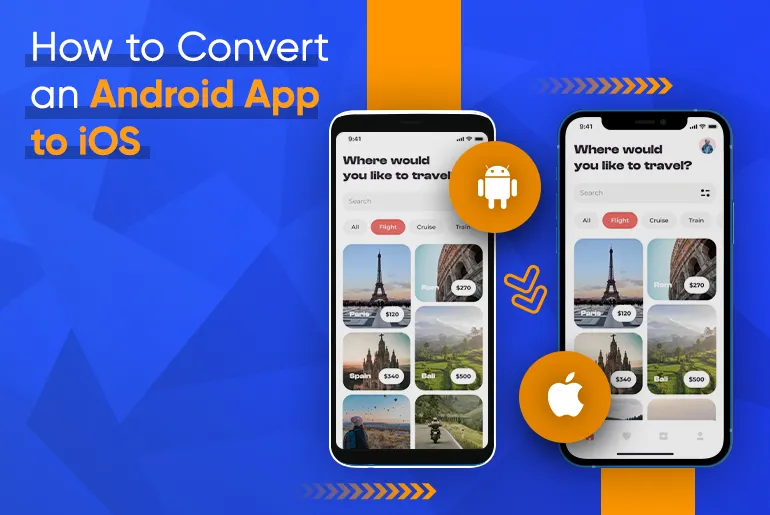 How to Convert
an Android App
to iOS
9:41
Where would
you like to travel?
Search
All
Flight
Cruise
Train
Paris
$120
Rom
$270
Spain
$340
Bali
$500
9:41
Where would
you like to travel?
Search
All
Flight
Cruise
Train
Paris
$120
Rom
$270
$340
Bali
$500